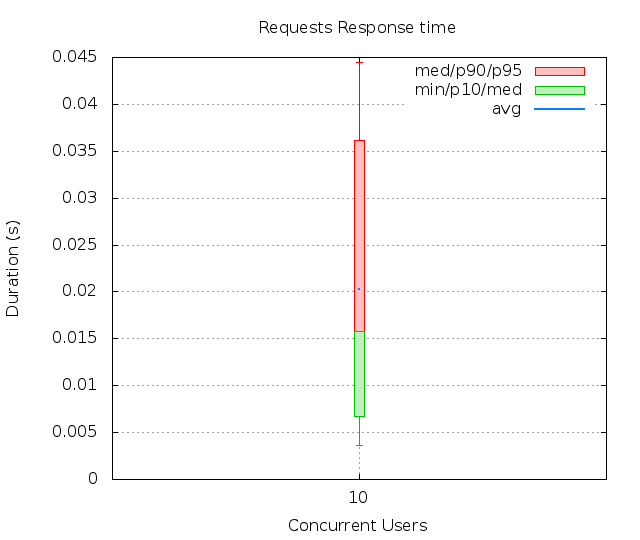 Requests Response time
0.045
0.04
0.035
0.03
0.025
0.02
0.015
0.01
0.005
0
Duration (s)
med/p90/p95
min/p10/med
avg
10
Concurrent Users